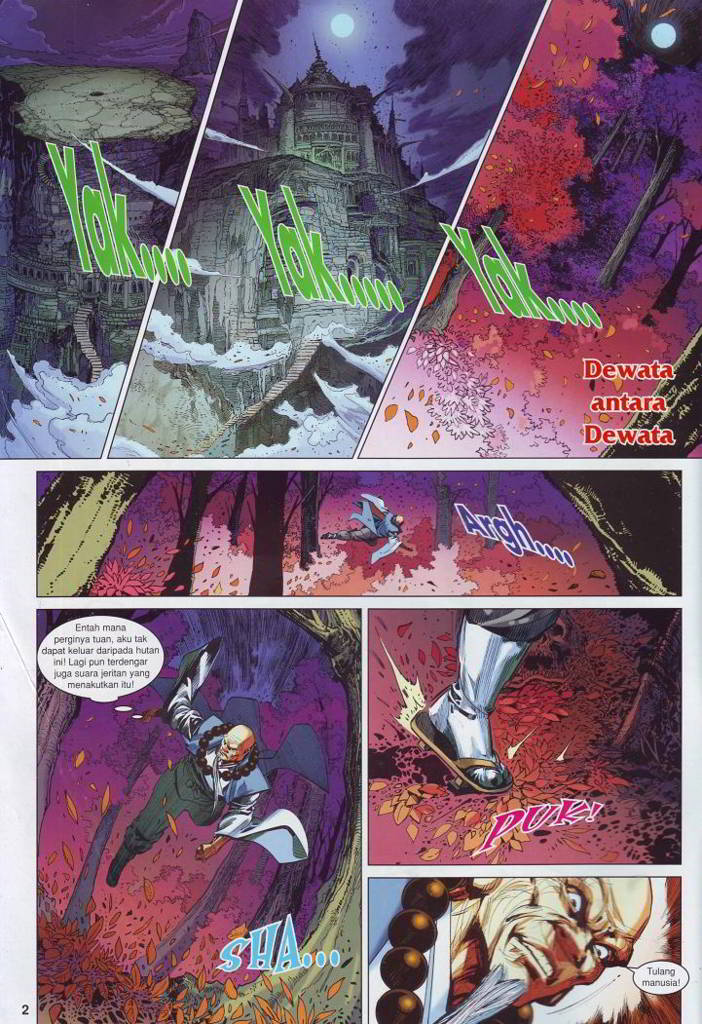 Yak....
Yak.....
Yak....
Dewata
antara
Dewata
Argh....
Entah mana
perginya tuan, aku tak
dapat keluar daripada hutan
ini! Lagi pun terdengar
juga suara jeritan yang
menakutkan itu!
SHA...
PUK!
Tulang
manusia!
2